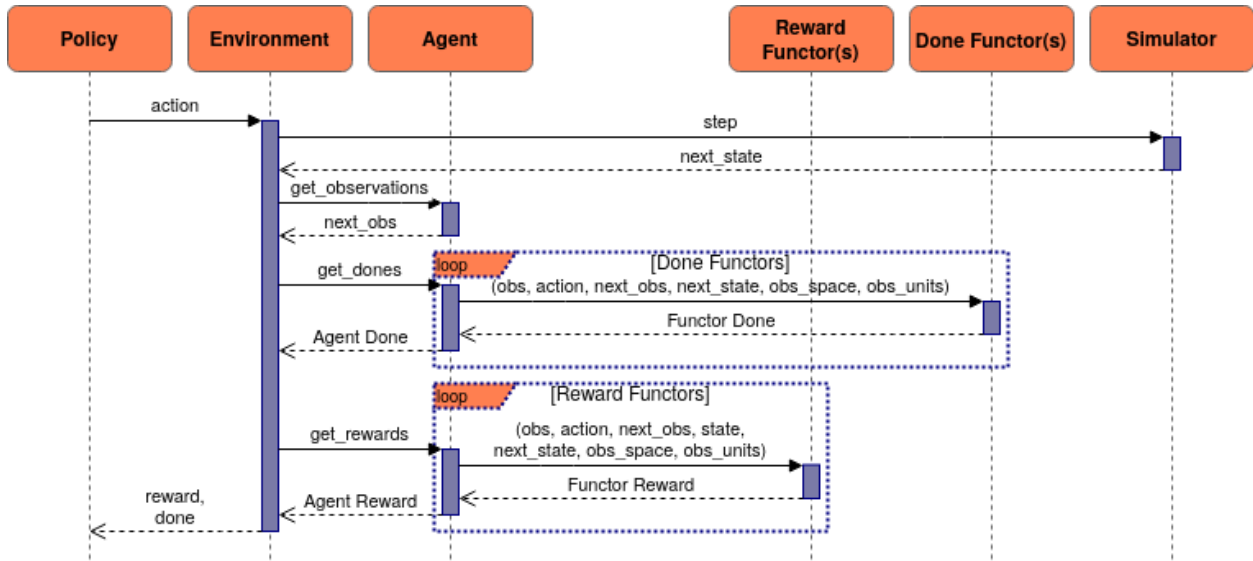 Policy
Environment
Agent
Reward
Functor(s)
Done Functor(s)
Simulator
action
step
next_state
get_observations
next_obs
loop
[Done Functors]
get_dones
(obs, action, next_obs, next_state, obs_space, obs_units)
Functor Done
Agent Done
loop
[Reward Functors]
get_rewards
(obs, action, next_obs, state,
next_state, obs_space, obs_units)
Functor Reward
Agent Reward
reward,
done